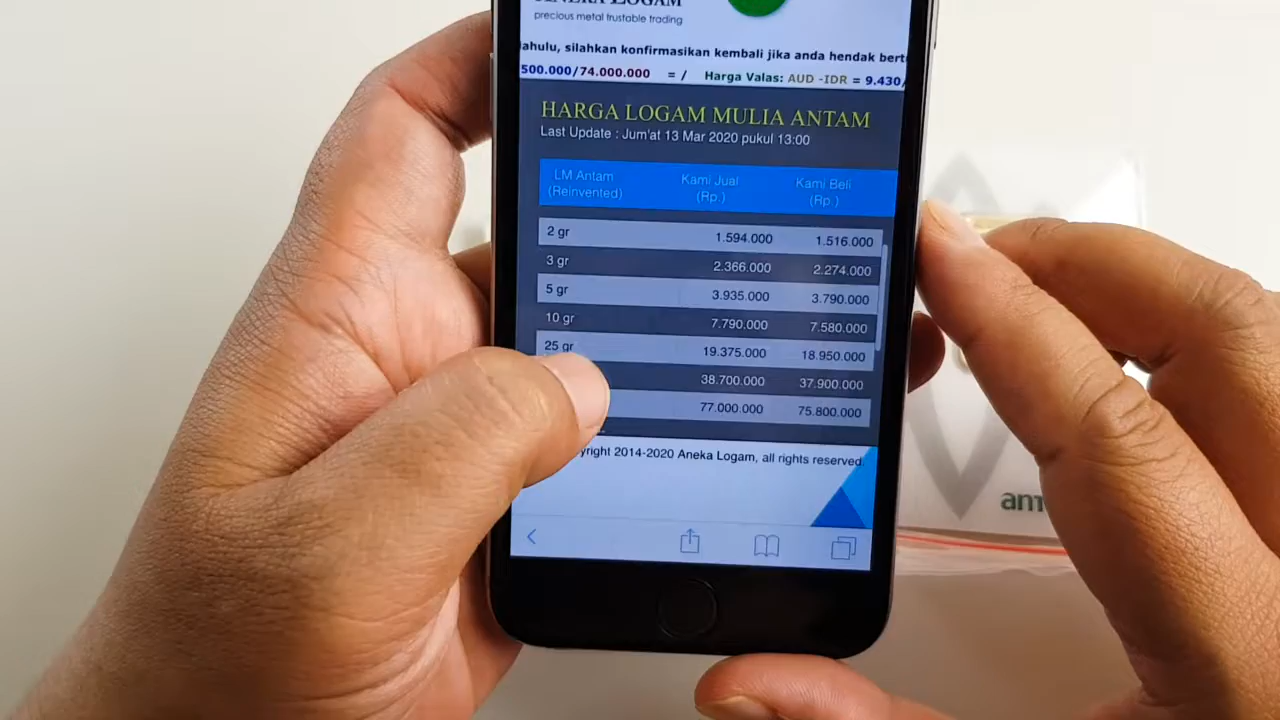 LOGAM
precious metal trustable trading
ahulu, silahkan konfirmasikan kembali jika anda hendak bert
500.000/74.000.000 = / Harga Valas: AUD -IDR = 9.430/
HARGA LOGAM MULIA ANTAM
Last Update : Jum'at 13 Mar 2020 pukul 13:00
LM Antam (Reinvented) Kami Jual (Rp.) Kami Beli (Rp.)
2 gr 1.594.000 1.516.000
3 gr 2.366.000 2.274.000
5 gr 3.935.000 3.790.000
10 gr 7.790.000 7.580.000
25 gr 19.375.000 18.950.000
38.700.000 37.900.000
77.000.000 75.800.000
yright 2014-2020 Aneka Logam, all rights reserved.
ant